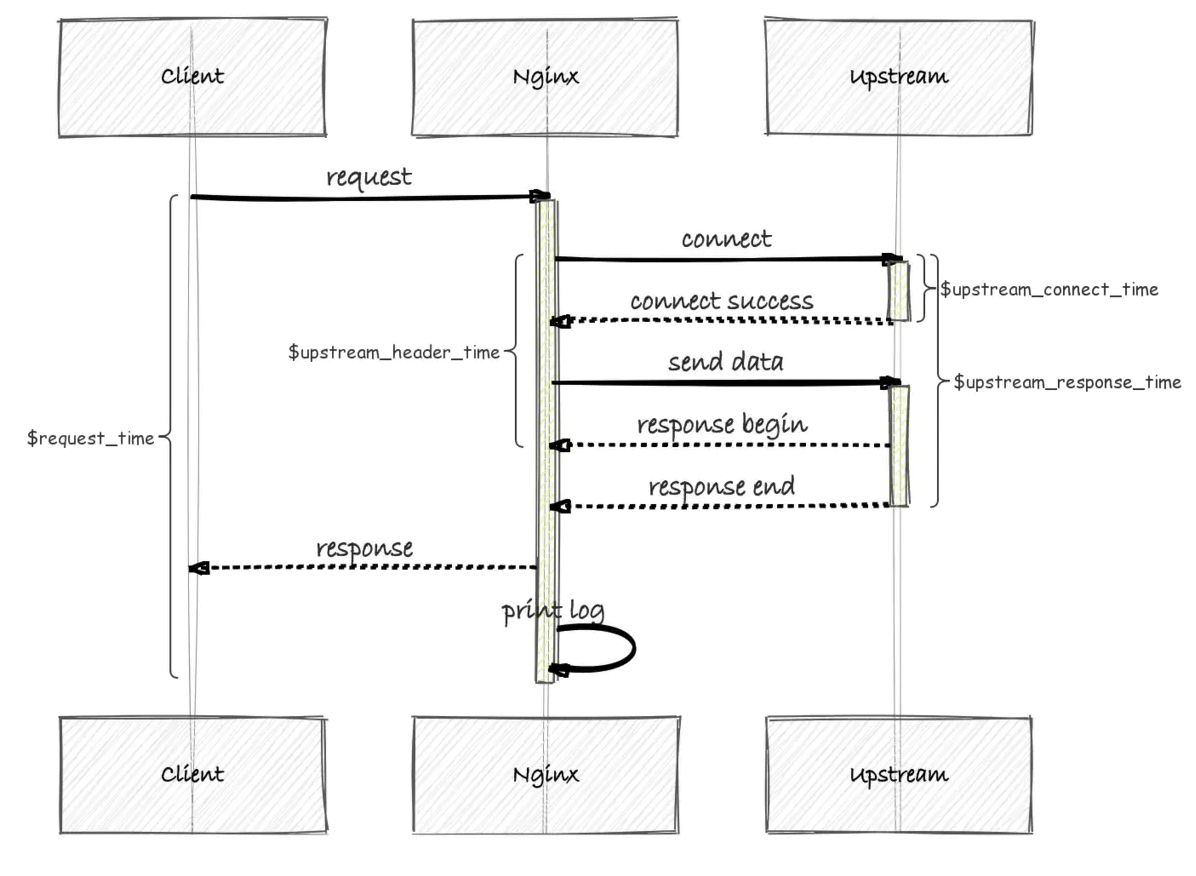 Client
Nginx
Upstream
request
connect
$upstream_connect_time
connect success
$upstream_header_time
send data
$upstream_response_time
response begin
$request_time
response end
response
print log
Client
Nginx
Upstream